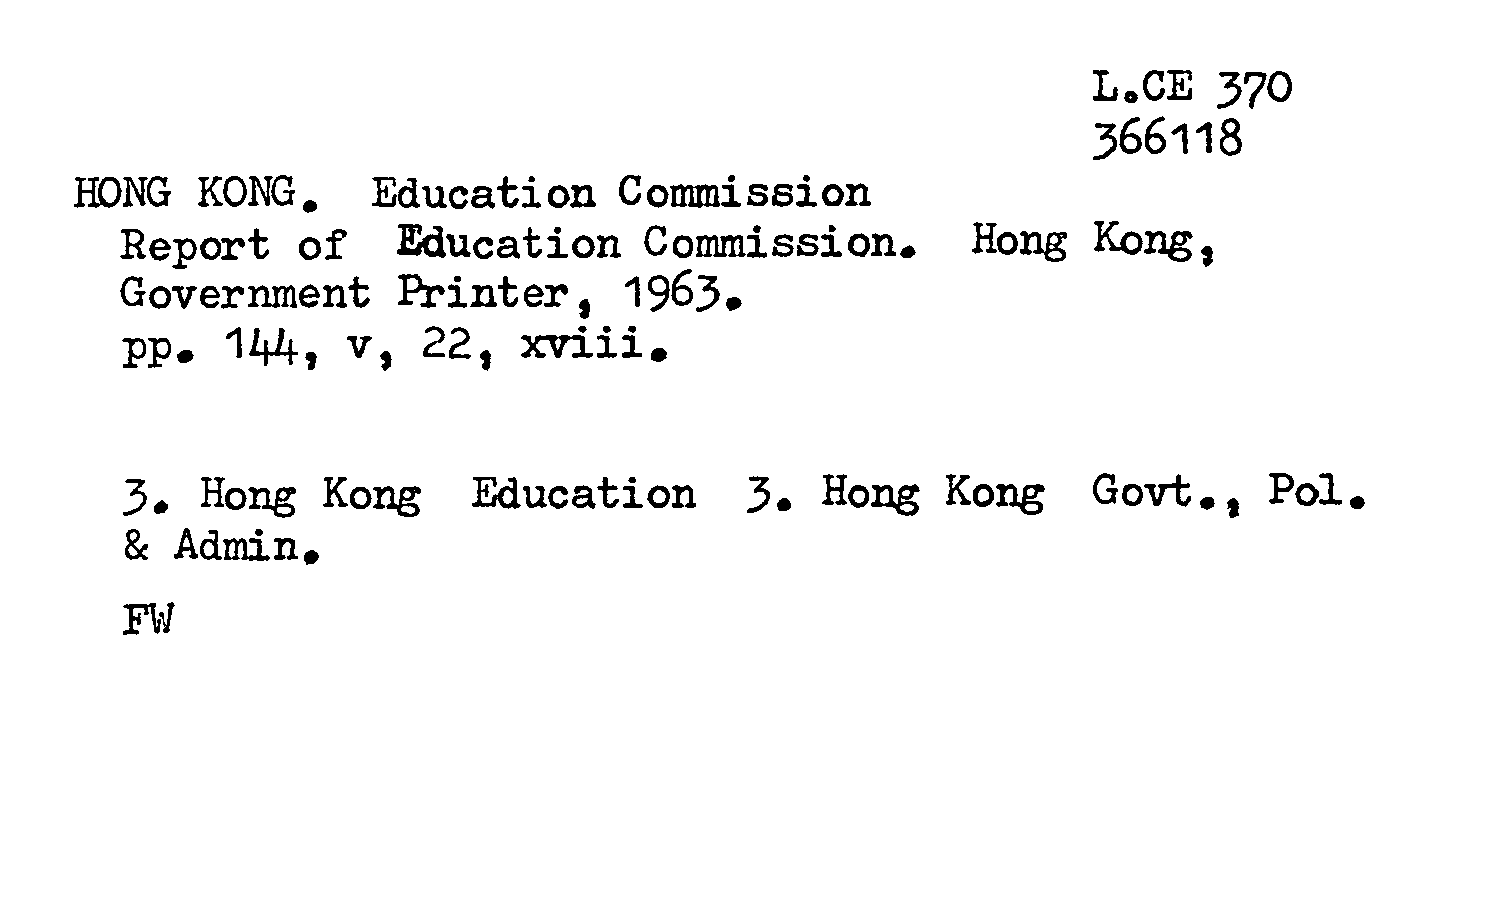 L.CE 370
366118
HONG KONG. Education Commission
Report of Education Commission. Hong Kong,
Government Printer, 1963.
pp. 144, v, 22, xviii.
3. Hong Kong Education 3. Hong Kong Govt., Pol.
& Admin.
FW